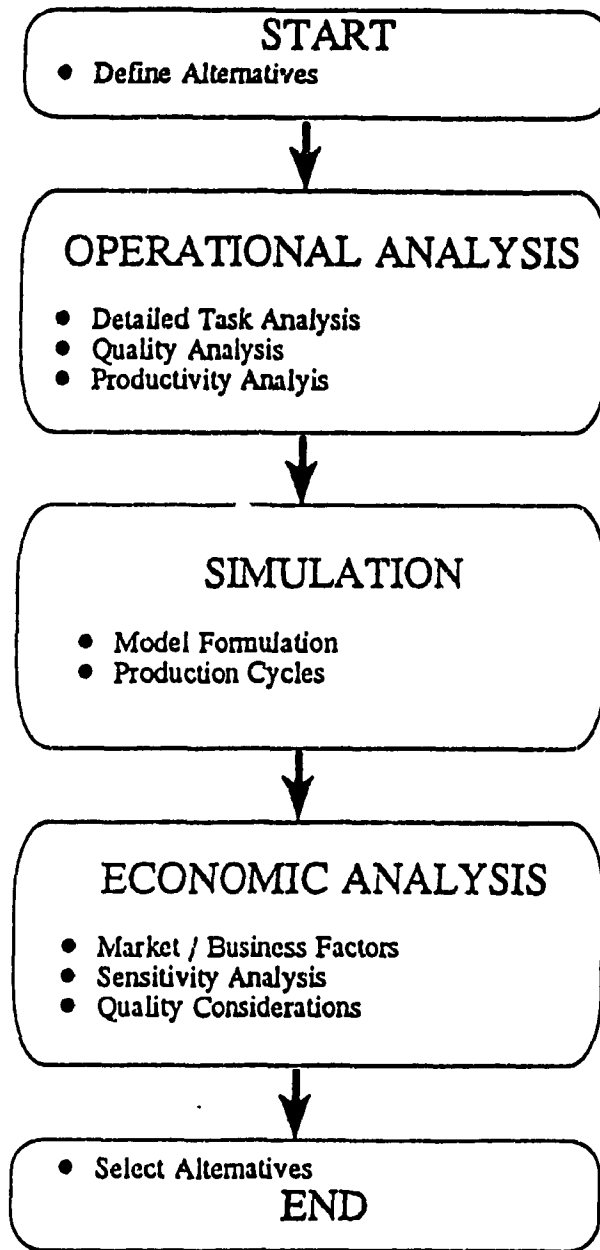 START
• Define Alternatives
OPERATIONAL ANALYSIS
• Detailed Task Analysis
• Quality Analysis
• Productivity Analyis
SIMULATION
• Model Formulation
• Production Cycles
ECONOMIC ANALYSIS
• Market / Business Factors
• Sensitivity Analysis
• Quality Considerations
• Select Alternatives
END